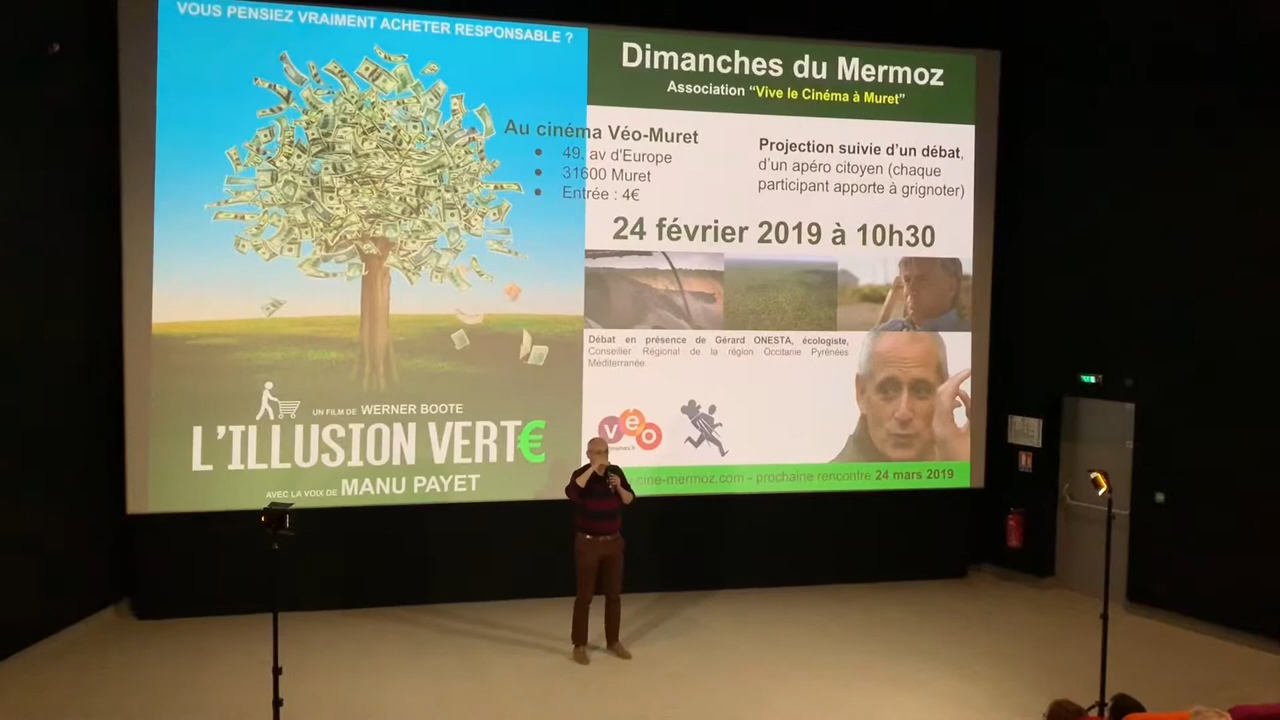 VOUS PENSIEZ VRAIMENT ACHETER RESPONSABLE ?
UN FILM DE WERNER BOOTE
L'ILLUSION VERT€
AVEC LA VOIX DE MANU PAYET
Dimanches du Mermoz
Association “Vive le Cinéma à Muret”
Au cinéma Véo-Muret
• 49, av d'Europe
• 31600 Muret
• Entrée : 4€
Projection suivie d’un débat,
d’un apéro citoyen (chaque
participant apporte à grignoter)
24 février 2019 à 10h30
Débat en présence de Gérard ONESTA, écologiste,
Conseiller Régional de la région Occitanie Pyrénées
Méditerranée.
véo
cine-mermoz.com - prochaine rencontre 24 mars 2019